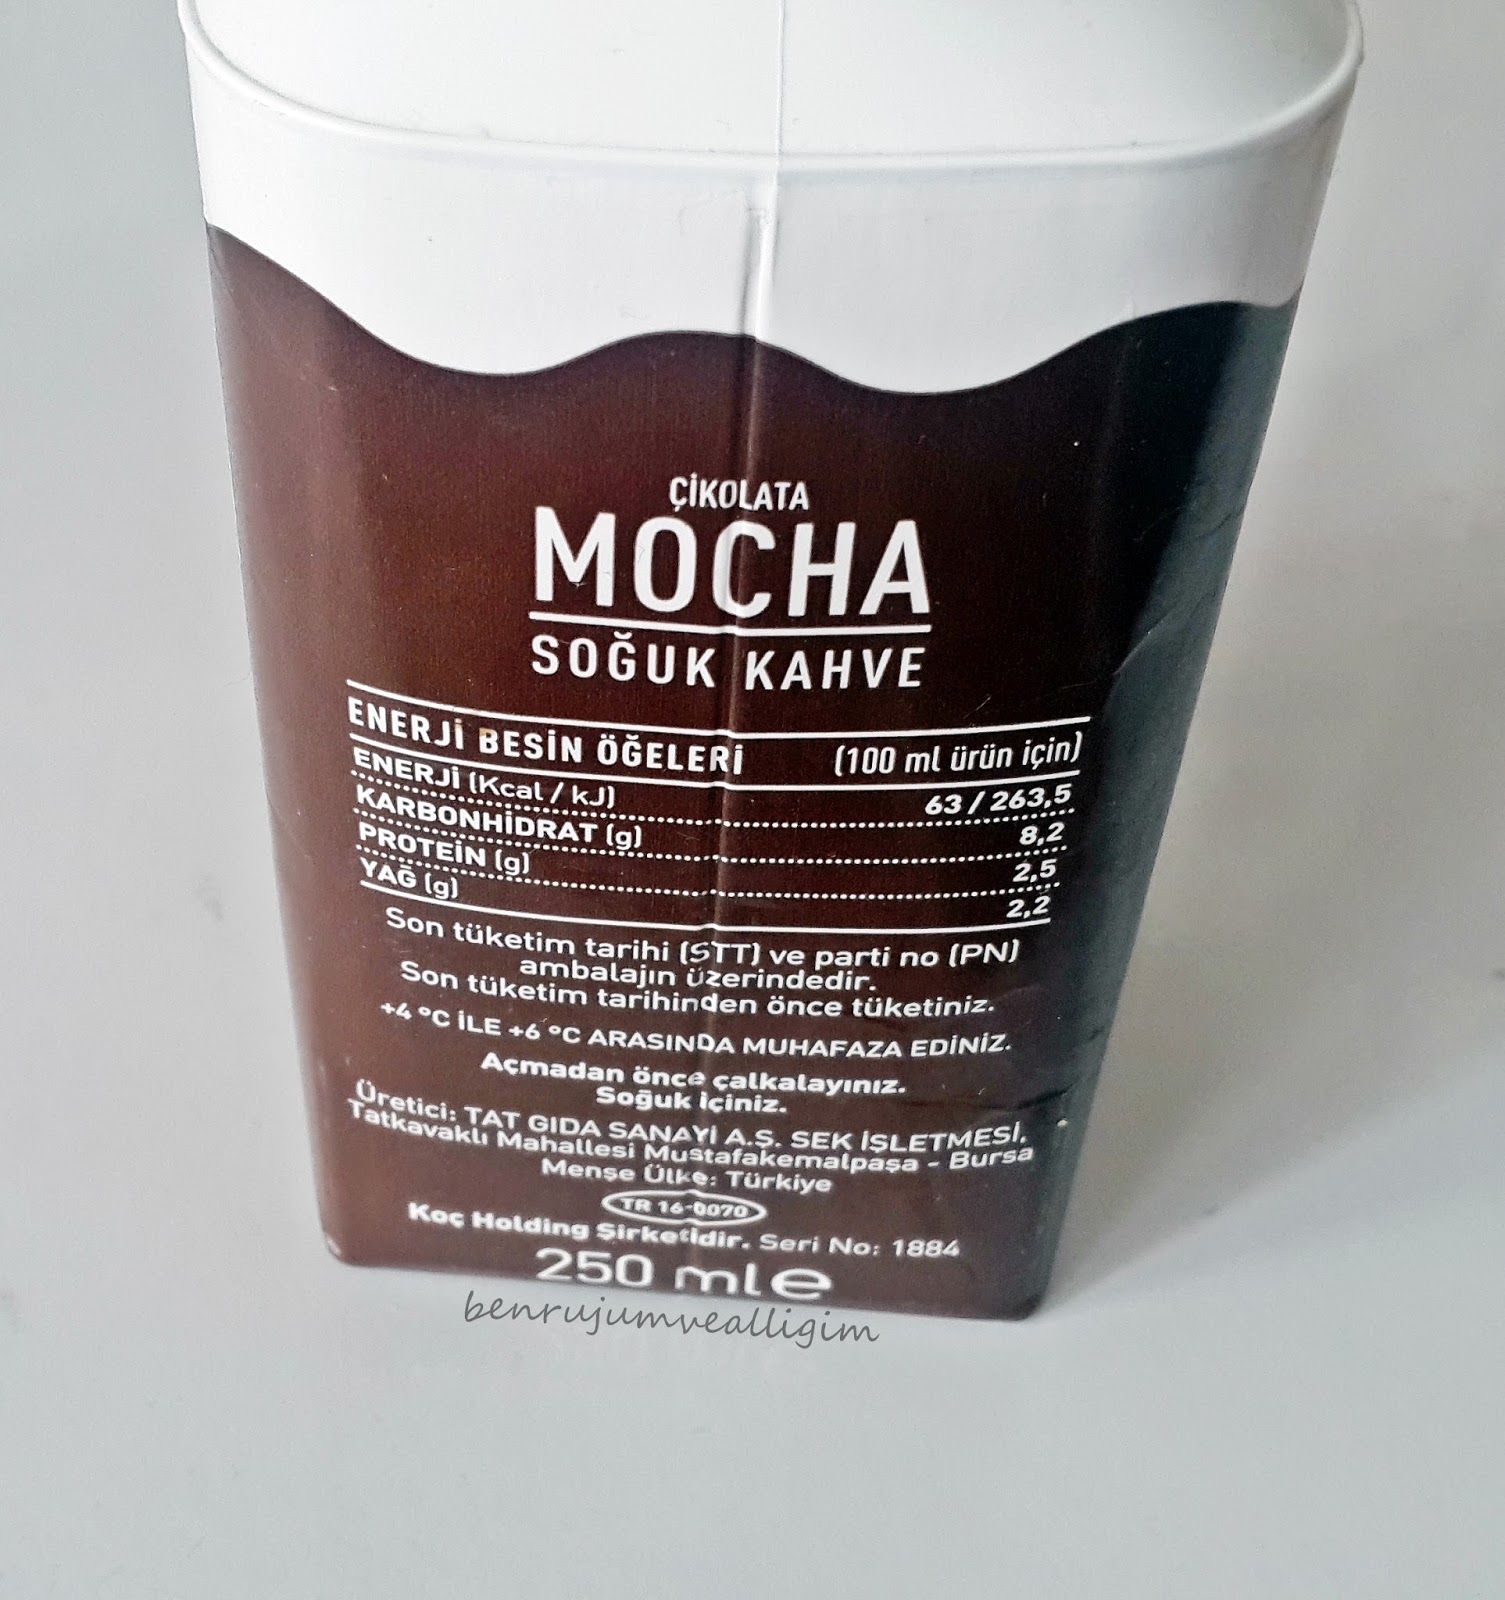 ÇİKOLATA
MOCHA
SOĞUK KAHVE
ENERJİ BESİN ÖĞELERİ (100 ml ürün için)
ENERJİ (Kcal / kJ) 63 / 263,5
KARBONHİDRAT (g) 8,2
PROTEİN (g) 2,5
YAĞ (g) 2,2
Son tüketim tarihi (STT) ve parti no (PN)
ambalajın üzerindedir.
Son tüketim tarihinden önce tüketiniz.
+4 °C İLE +6 °C ARASINDA MUHAFAZA EDİNİZ.
Açmadan önce çalkalayınız.
Soğuk İçiniz.
Üretici: TAT GIDA SANAYİ A.Ş. SEK İŞLETMESİ,
Tatkavaklı Mahallesi Mustafakemalpaşa - Bursa
Menşe Ülke: Türkiye
TR 16-0070
Koç Holding Şirketidir. Seri No: 1884
250 ml e
benrujumvealligim